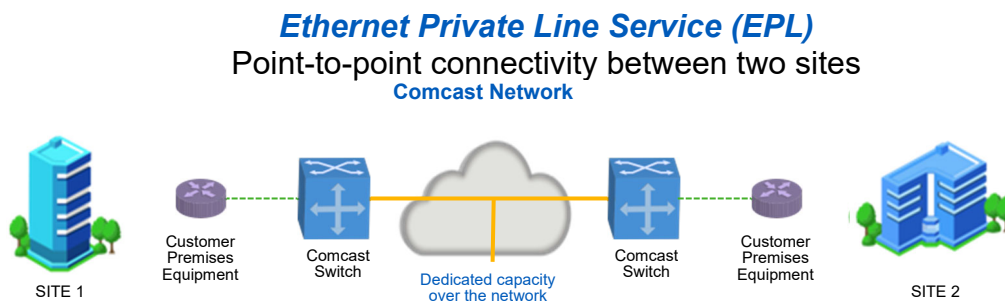 Ethernet Private Line Service (EPL)
Point-to-point connectivity between two sites
Comcast Network
Customer
Premises
Equipment
Comcast
Switch
Dedicated capacity
over the network
Comcast
Switch
Customer
Premises
Equipment
SITE 1
SITE 2